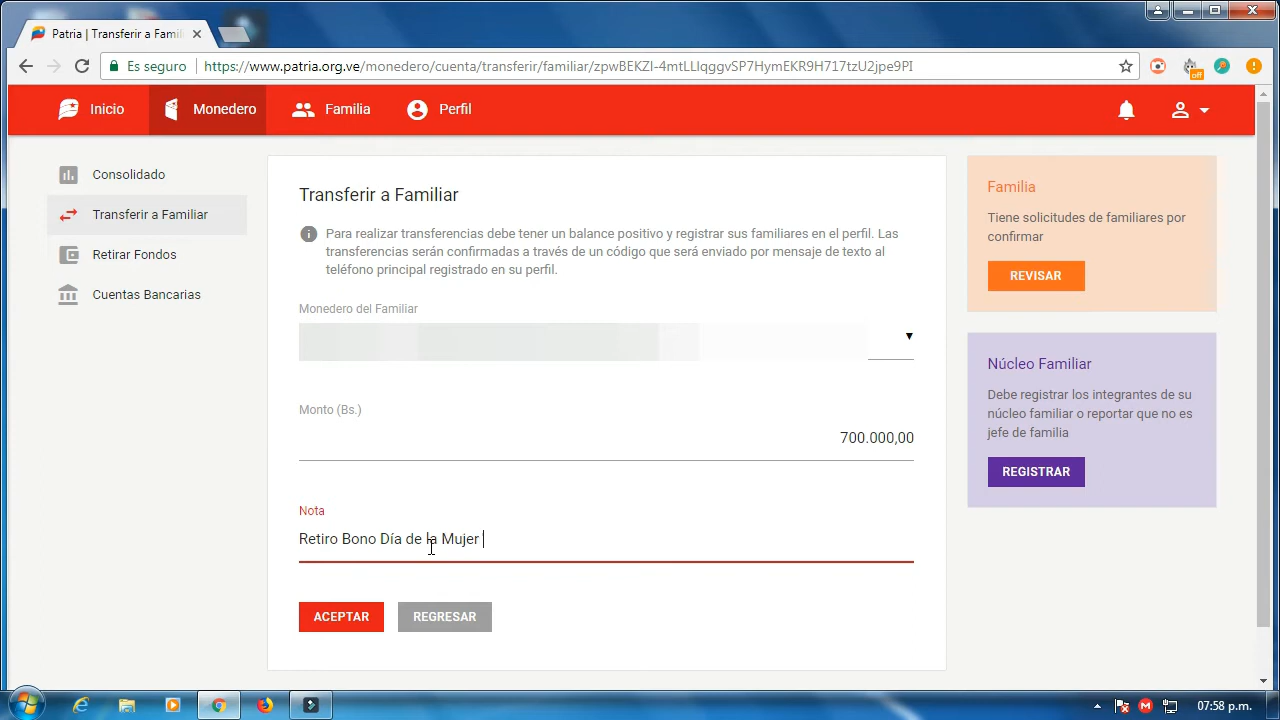 Patria | Transferir a Famili
Es seguro
https://www.patria.org.ve/monedero/cuenta/transferir/familiar/zpwBEKZI-4mtLLIqggvSP7HymEKR9H717tzU2jpe9PI
off
Inicio
Monedero
Familia
Perfil
Consolidado
Transferir a Familiar
Retirar Fondos
Cuentas Bancarias
Transferir a Familiar
Para realizar transferencias debe tener un balance positivo y registrar sus familiares en el perfil. Las
transferencias serán confirmadas a través de un código que será enviado por mensaje de texto al
teléfono principal registrado en su perfil.
Monedero del Familiar
Monto (Bs.)
700.000,00
Nota
Retiro Bono Día de la Mujer
ACEPTAR
REGRESAR
Familia
Tiene solicitudes de familiares por
confirmar
REVISAR
Núcleo Familiar
Debe registrar los integrantes de su
núcleo familiar o reportar que no es
jefe de familia
REGISTRAR
07:58 p.m.